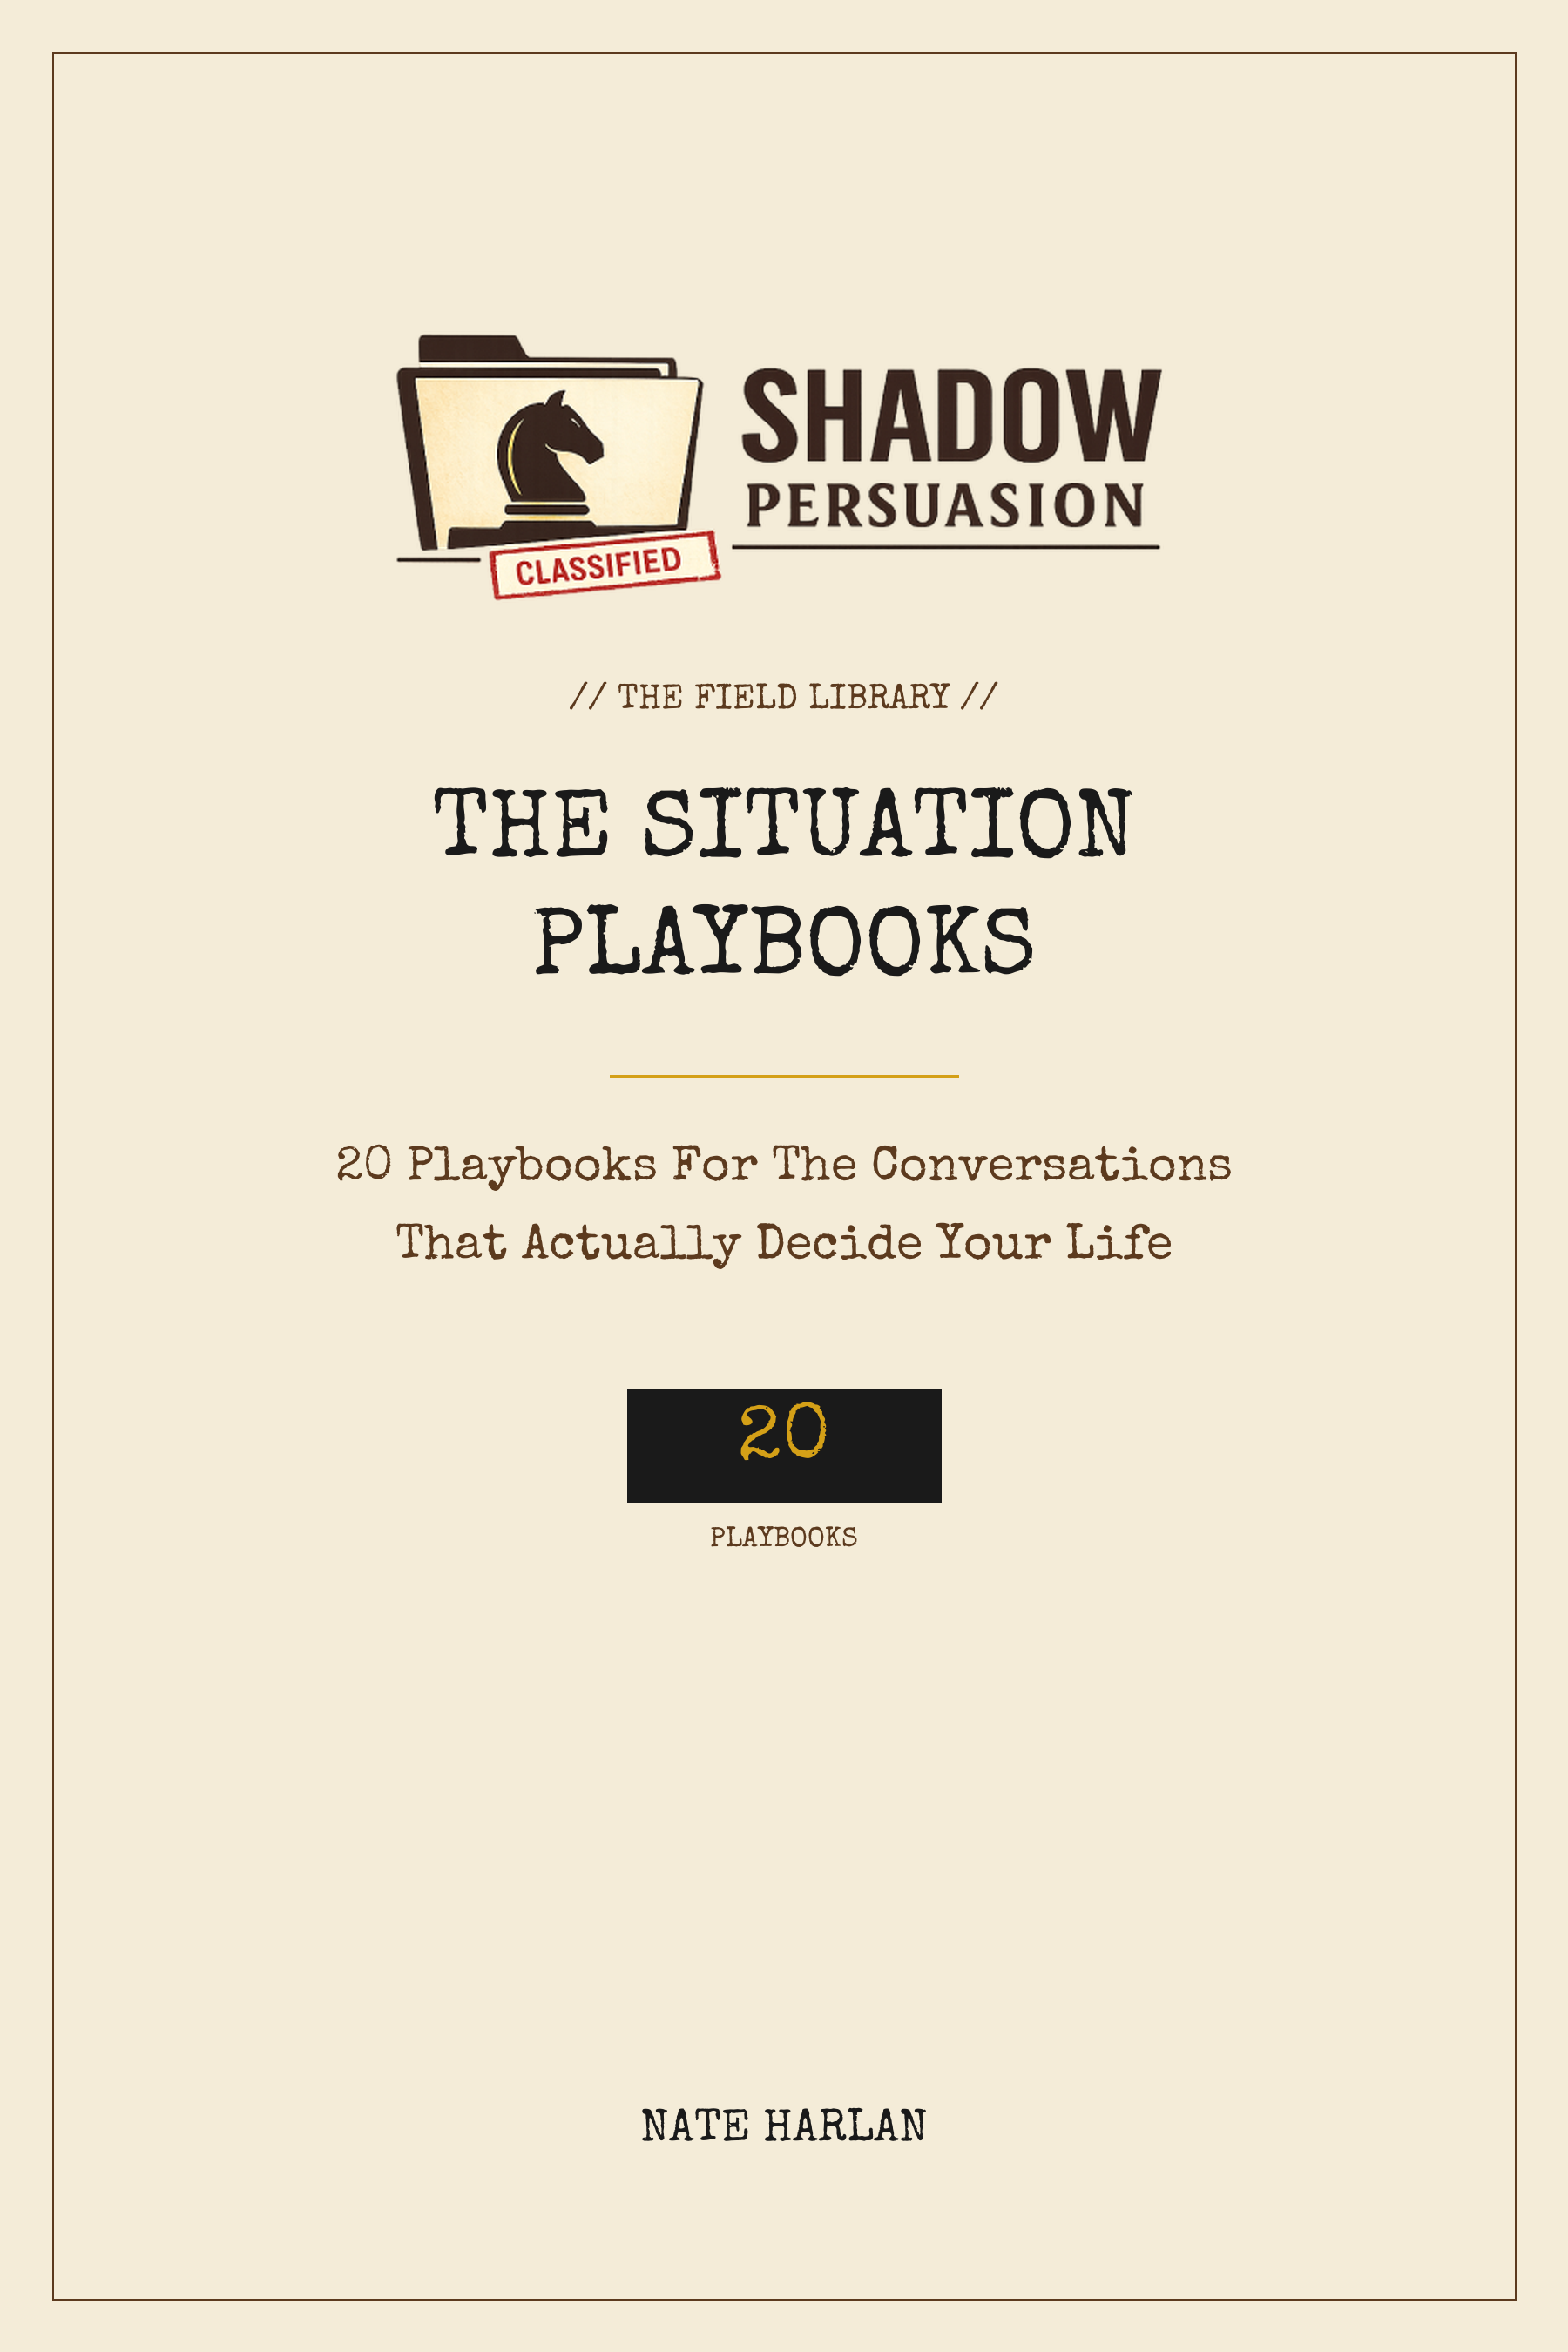 SHADOW
PERSUASION
CLASSIFIED
// THE FIELD LIBRARY //
THE SITUATION
PLAYBOOKS
20 Playbooks For The Conversations
That Actually Decide Your Life
20
PLAYBOOKS
NATE HARLAN